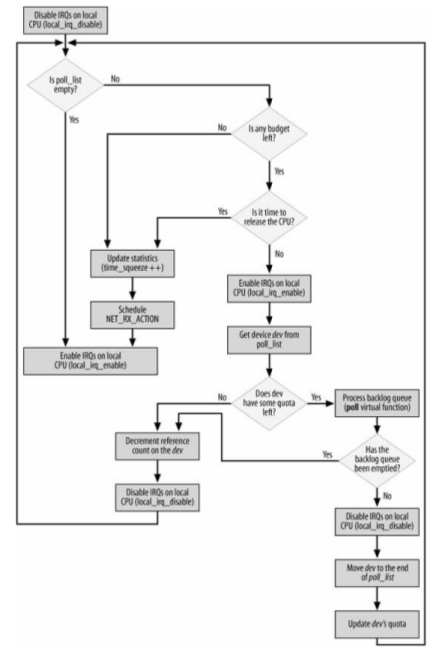 Disable IRQs on local
CPU (local_irq_disable)
Is poll_list
empty?
No
Yes
Is any budget
left?
No
Yes
Is it time to
release the CPU?
Yes
No
Update statistics
(time_squeeze++)
Enable IRQs on local
CPU (local_irq_enable)
Schedule
NET_RX_ACTION
Get device dev from
poll_list
Enable IRQs on local
CPU (local_irq_enable)
Does dev
have some quota
left?
No
Yes
Process backlog queue
(poll virtual function)
Decrement reference
count on the dev
Yes
Has the
backlog queue
been emptied?
No
Disable IRQs on local
CPU (local_irq_disable)
Disable IRQs on local
CPU (local_irq_disable)
Move dev to the end
of poll_list
Update dev's quota